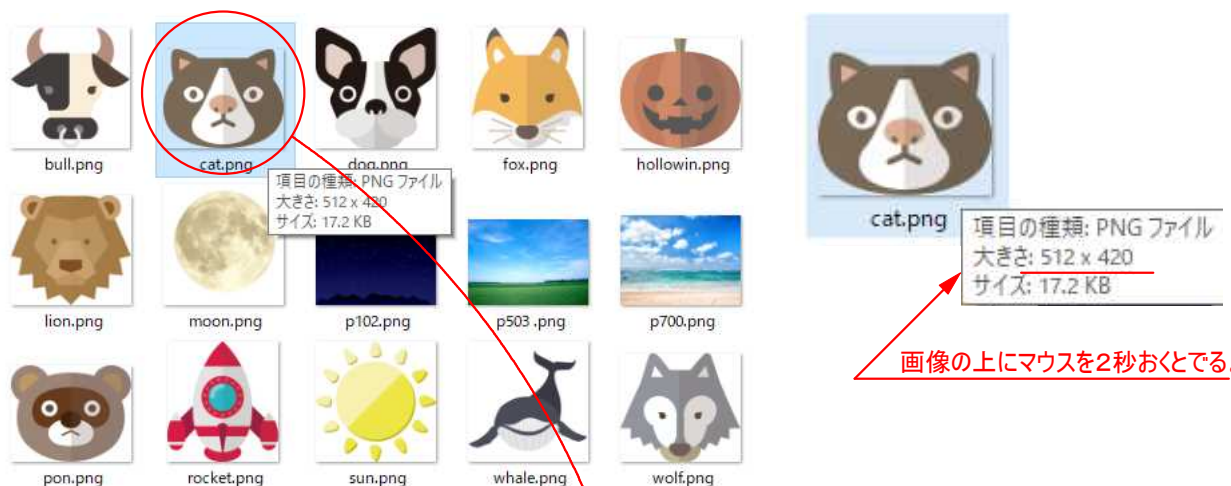 bull.png
cat.png
dog.png
fox.png
hollowin.png
項目の種類: PNG ファイル
大きさ: 512 x 420
サイズ: 17.2 KB
lion.png
moon.png
p102.png
p503 .png
p700.png
pon.png
rocket.png
sun.png
whale.png
wolf.png
cat.png
項目の種類: PNG ファイル
大きさ: 512 x 420
サイズ: 17.2 KB
画像の上にマウスを2秒おくとでる。